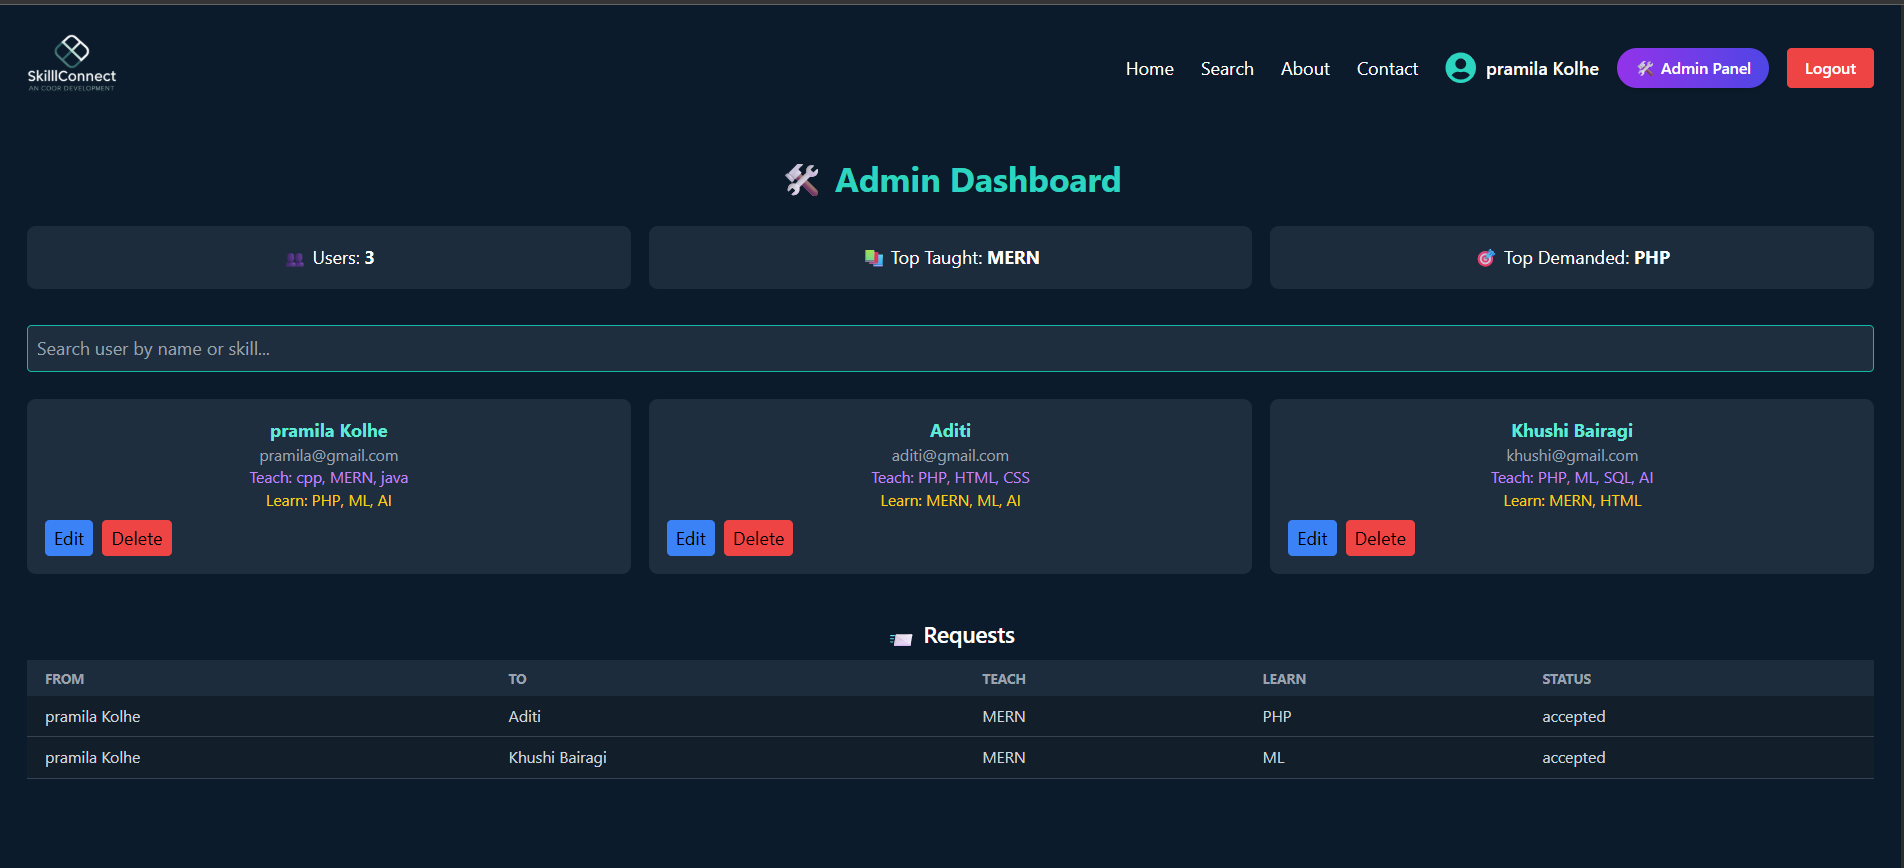 SkilllConnect
AN COOR DEVELOPMENT
Home Search About Contact pramila Kolhe Admin Panel Logout
Admin Dashboard
Users: 3 Top Taught: MERN Top Demanded: PHP
Search user by name or skill...
pramila Kolhe
pramila@gmail.com
Teach: cpp, MERN, java
Learn: PHP, ML, AI
Edit Delete
Aditi
aditi@gmail.com
Teach: PHP, HTML, CSS
Learn: MERN, ML, AI
Edit Delete
Khushi Bairagi
khushi@gmail.com
Teach: PHP, ML, SQL, AI
Learn: MERN, HTML
Edit Delete
Requests
FROM TO TEACH LEARN STATUS
pramila Kolhe Aditi MERN PHP accepted
pramila Kolhe Khushi Bairagi MERN ML accepted